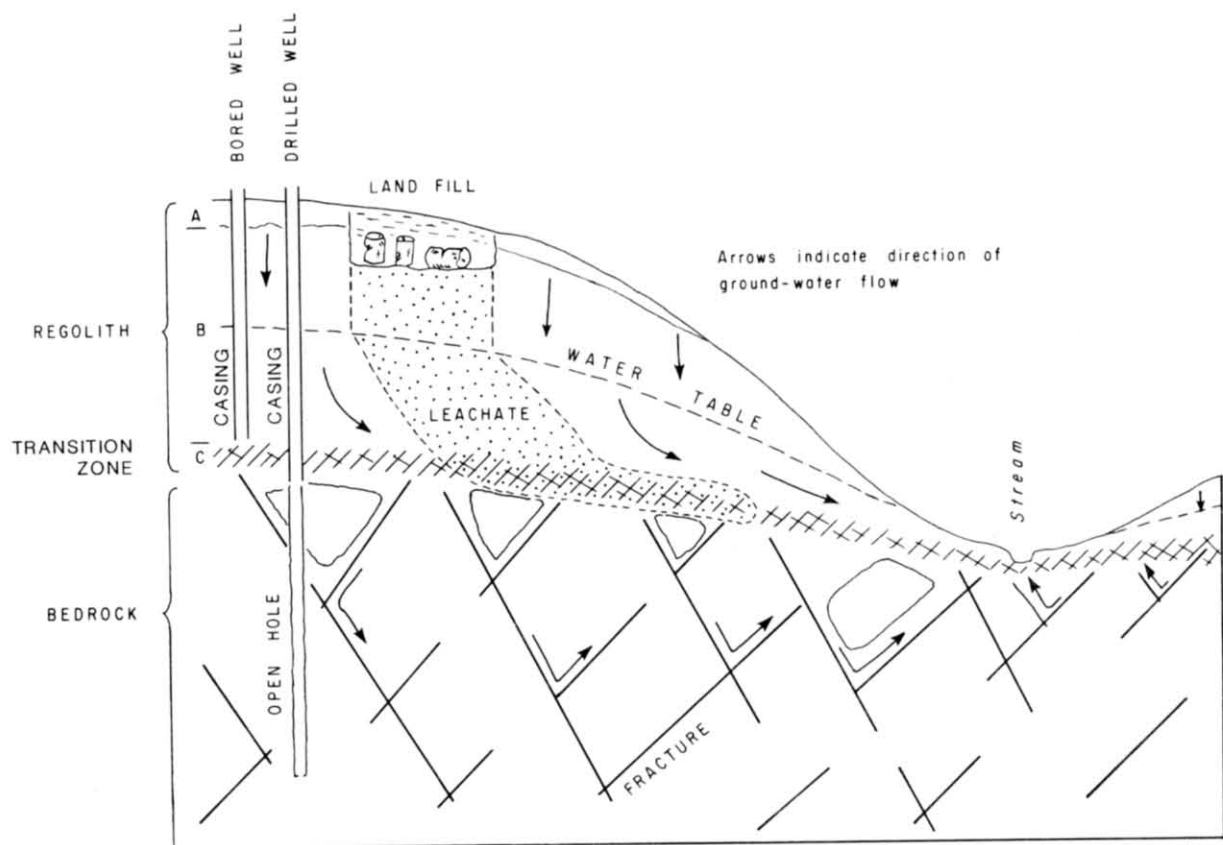 BORED WELL
DRILLED WELL
LAND FILL
A
Arrows indicate direction of
ground-water flow
REGOLITH
B
WATER TABLE
CASING
CASING
LEACHATE
TRANSITION
ZONE
C
Stream
BEDROCK
OPEN HOLE
FRACTURE